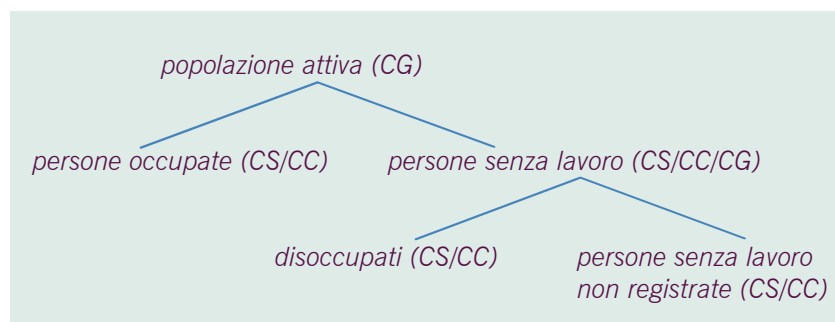 popolazione attiva (CG)
persone occupate (CS/CC)
persone senza lavoro (CS/CC/CG)
disoccupati (CS/CC)
persone senza lavoro
non registrate (CS/CC)